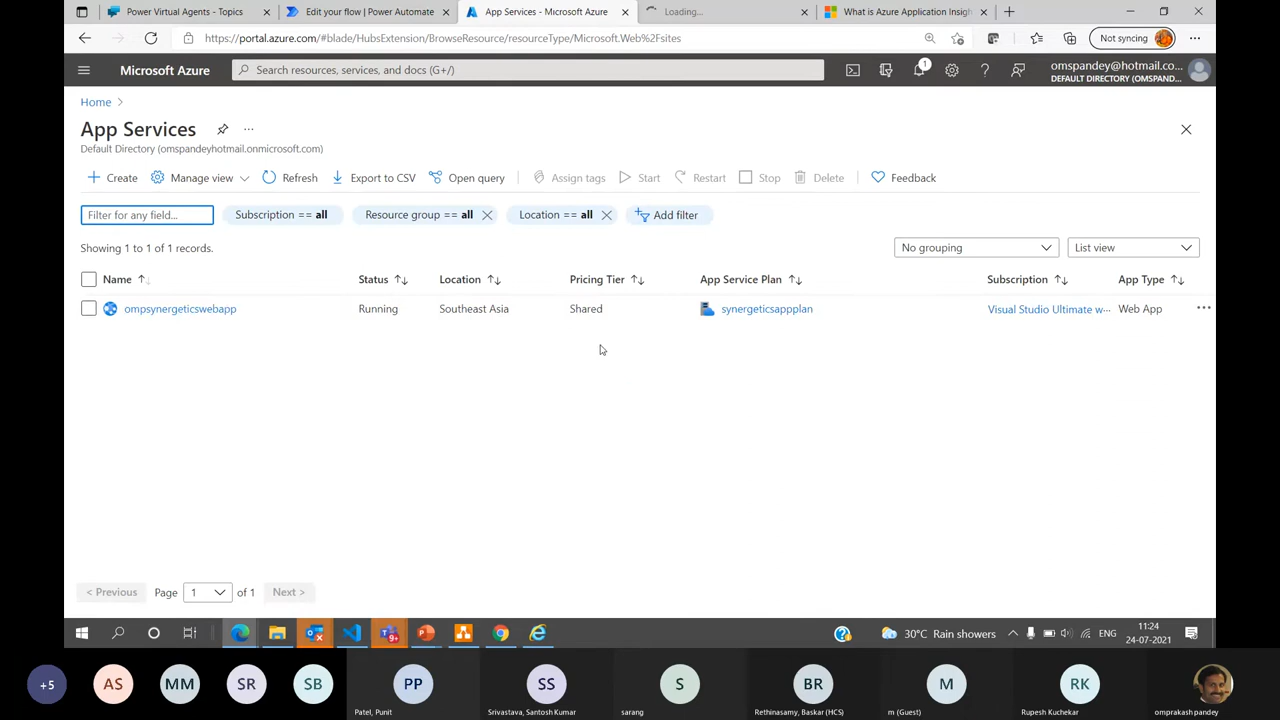 Power Virtual Agents - Topics
Edit your flow | Power Automate
App Services - Microsoft Azure
Loading...
What is Azure Application Insigh
https://portal.azure.com/#blade/HubsExtension/BrowseResource/resourceType/Microsoft.Web%2Fsites
Not syncing
Microsoft Azure
Search resources, services, and docs (G+/)
1
omspandey@hotmail.co...
DEFAULT DIRECTORY (OMSPAND...
Home
App Services
Default Directory (omspandeyhotmail.onmicrosoft.com)
Create
Manage view
Refresh
Export to CSV
Open query
Assign tags
Start
Restart
Stop
Delete
Feedback
Filter for any field...
Subscription == all
Resource group == all
Location == all
Add filter
Showing 1 to 1 of 1 records.
No grouping
List view
Name
Status
Location
Pricing Tier
App Service Plan
Subscription
App Type
ompsynergeticswebapp
Running
Southeast Asia
Shared
synergeticsappplan
Visual Studio Ultimate w...
Web App
< Previous
Page
1
of 1
Next >
9+
30°C Rain showers
ENG
11:24
24-07-2021
+5
AS
MM
SR
SB
PP
Patel, Punit
SS
Srivastava, Santosh Kumar
S
sarang
BR
Rethinasamy, Baskar (HCS)
M
m (Guest)
RK
Rupesh Kuchekar
omprakash pandey